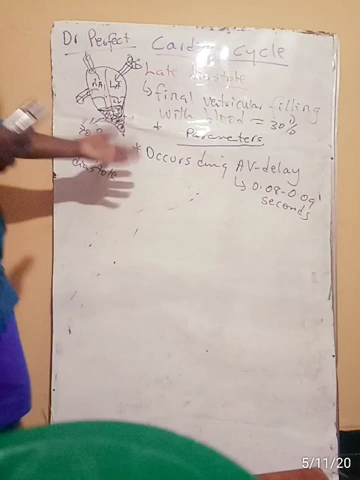 Dr Perfect
Cardiac Cycle
Late diastole
↳ final ventricular filling
with blood = 30%
Parameters
* Occurs during AV-delay
↳ 0.08-0.09
seconds
diastole
5/11/20